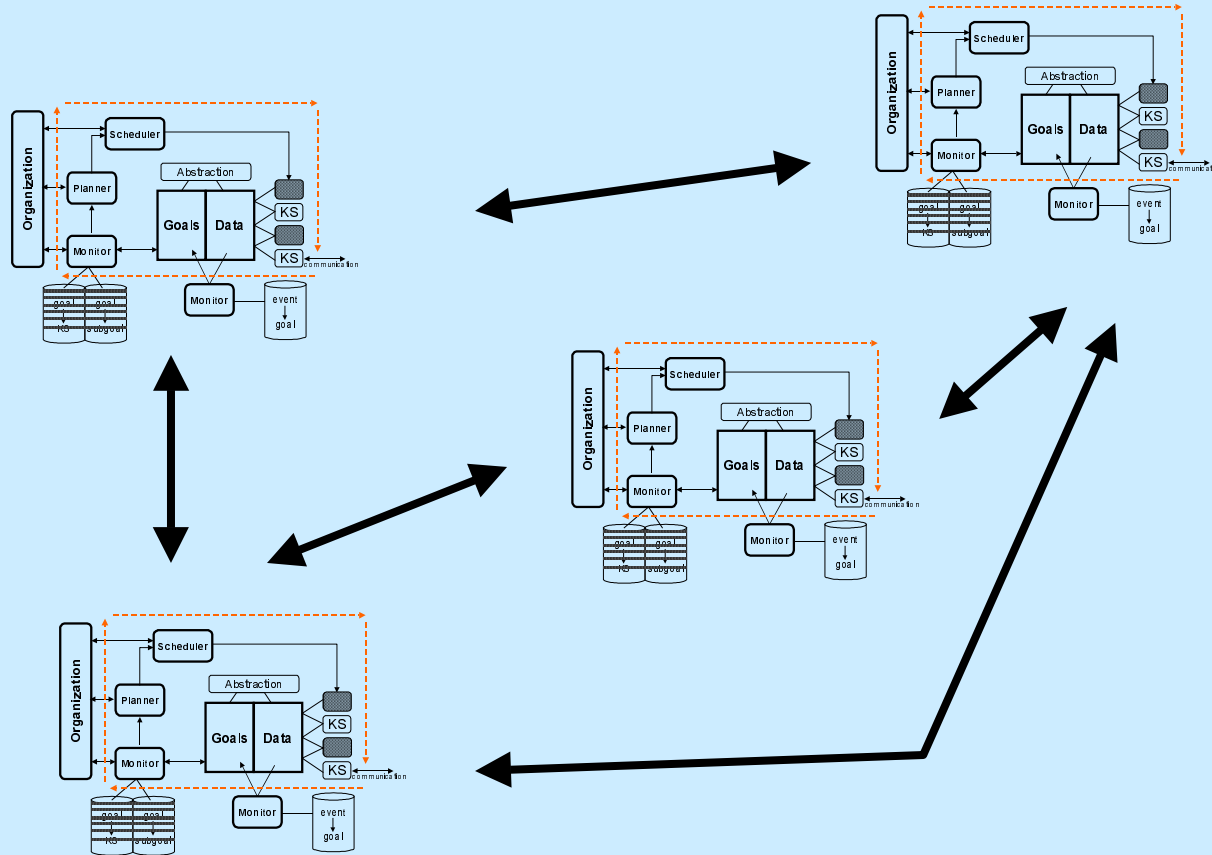 Organization
Scheduler
Abstraction
Planner
Goals
Data
KS
Monitor
KS
communication
goal
goal
KS
subgoal
Monitor
event
goal
Organization
Scheduler
Abstraction
Planner
Goals
Data
KS
Monitor
KS
communicat
goal
goal
KS
subgoal
Monitor
event
goal
Organization
Scheduler
Abstraction
Planner
Goals
Data
KS
Monitor
KS
communication
goal
goal
KS
subgoal
Monitor
event
goal
Organization
Scheduler
Abstraction
Planner
Goals
Data
KS
Monitor
KS
communication
goal
goal
KS
subgoal
Monitor
event
goal